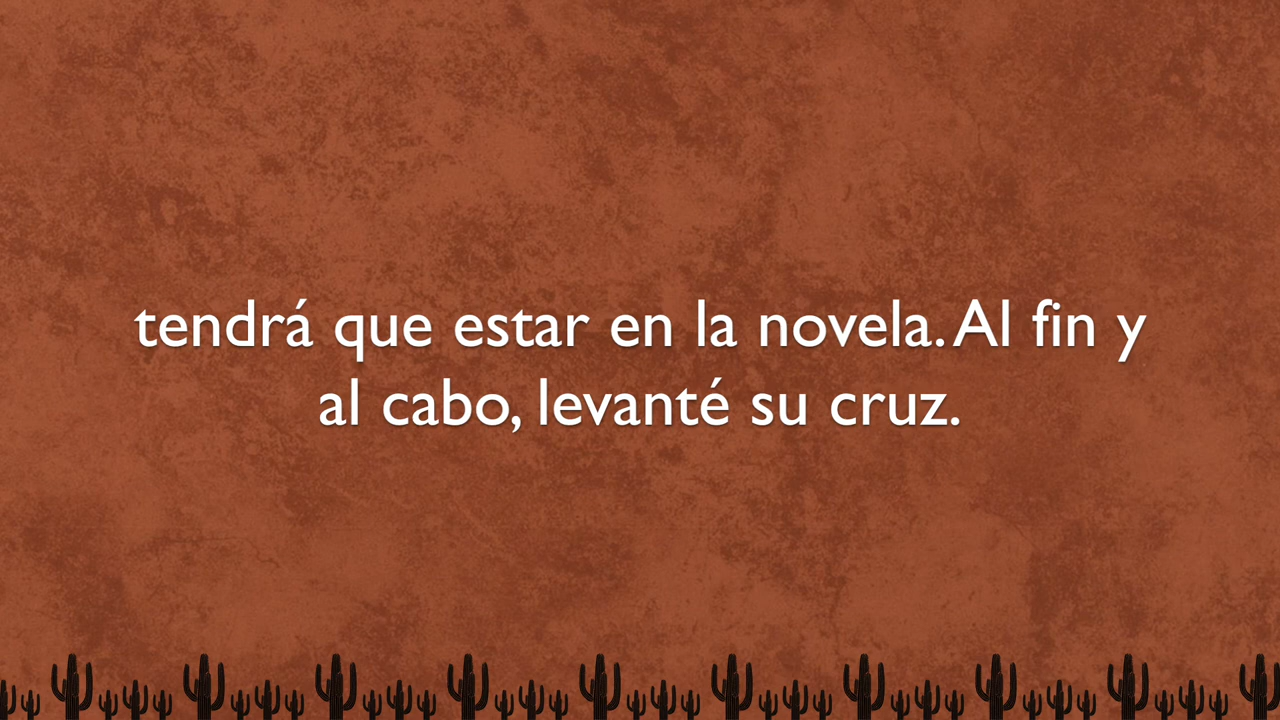 tendrá que estar en la novela. Al fin y
al cabo, levanté su cruz.